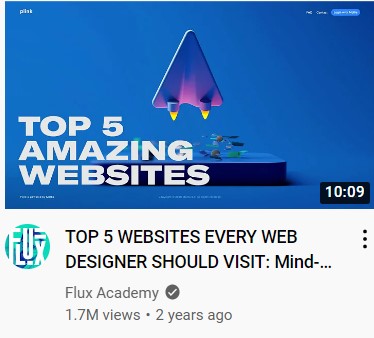 plink
FAQ Contact
TOP 5
AMAZING
WEBSITES
10:09
FLUX
TOP 5 WEBSITES EVERY WEB
DESIGNER SHOULD VISIT: Mind-...
Flux Academy
1.7M views • 2 years ago